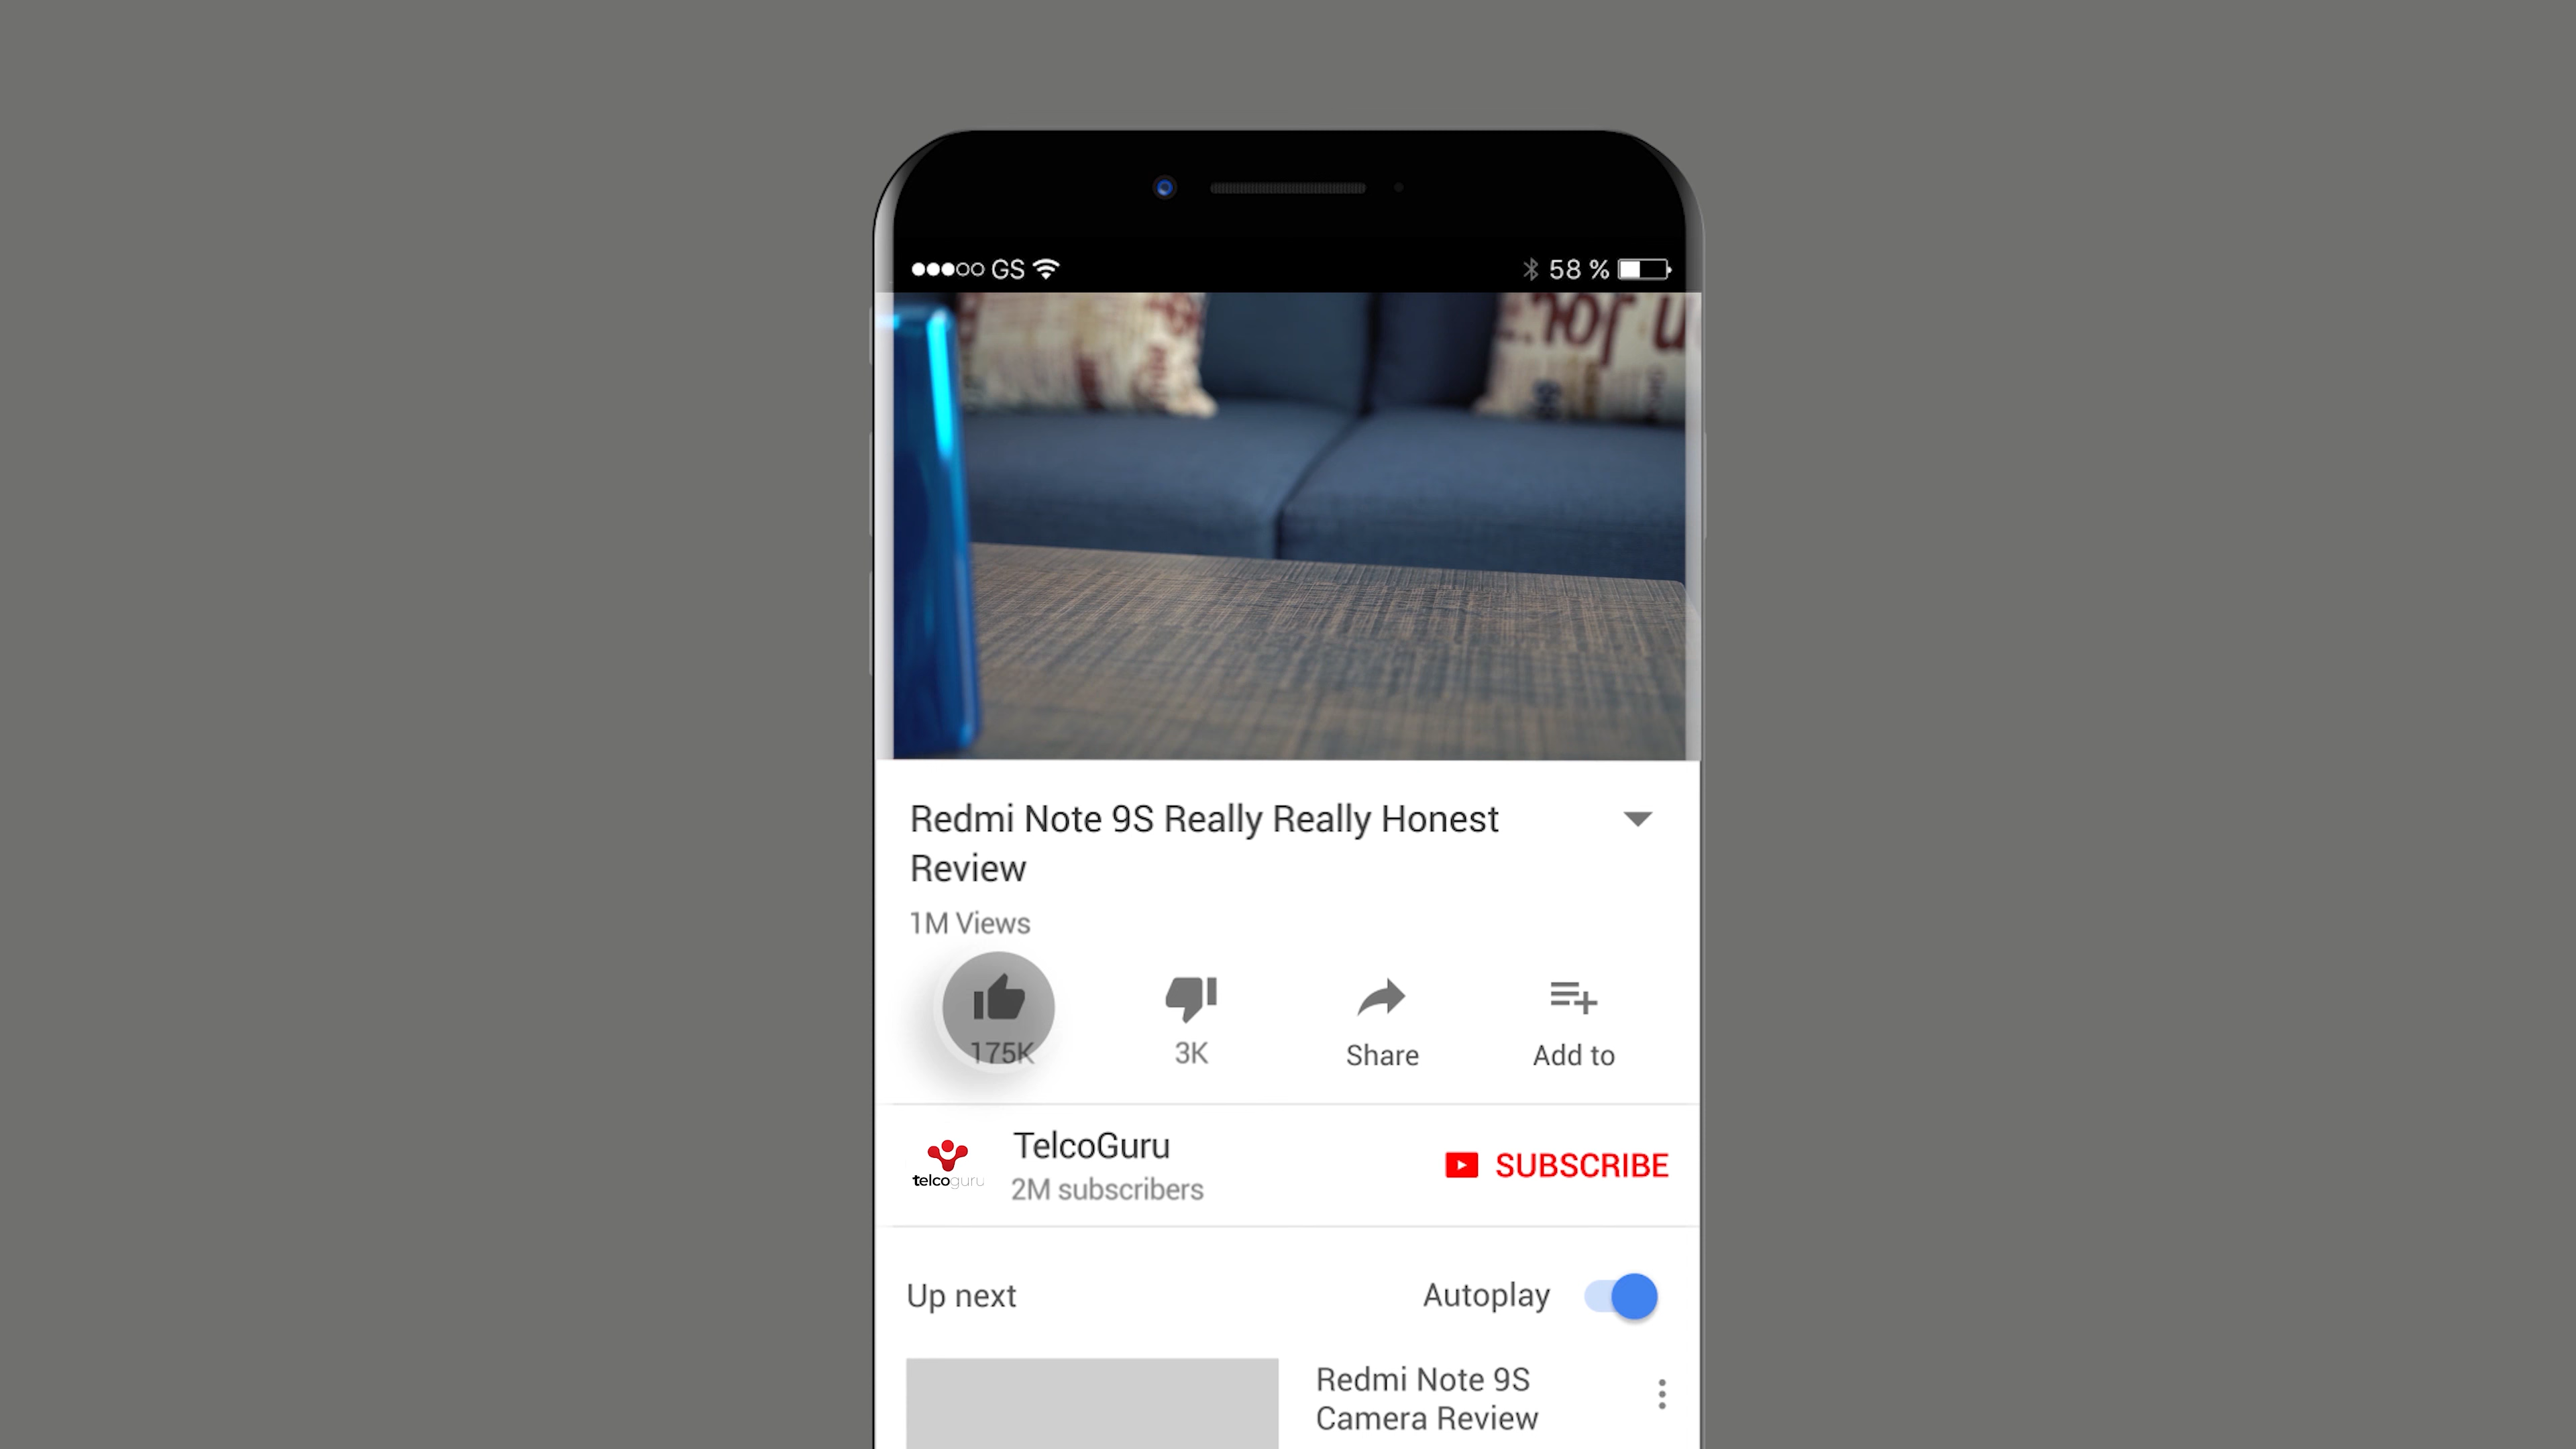 GS 58 %
Redmi Note 9S Really Really Honest
Review
1M Views
175K 3K Share Add to
TelcoGuru
telcoguru
2M subscribers
SUBSCRIBE
Up next Autoplay
Redmi Note 9S
Camera Review